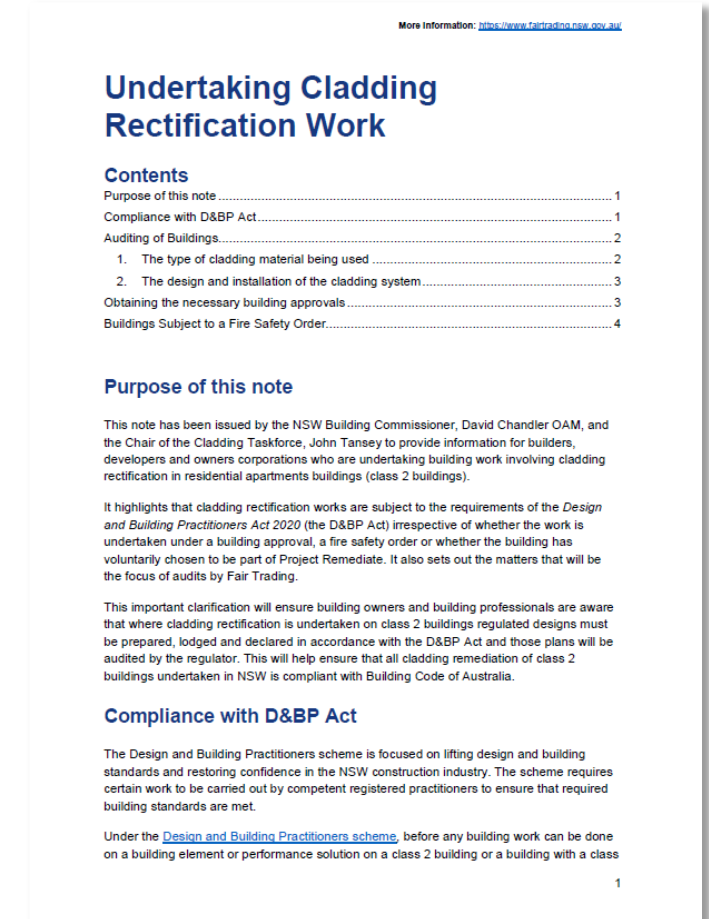 More Information: https://www.fairtrading.nsw.gov.au/
Undertaking Cladding
Rectification Work
Contents
Purpose of this note ............................................................ 1
Compliance with D&BP Act ............................................................ 1
Auditing of Buildings ............................................................ 2
1. The type of cladding material being used ............................................................ 2
2. The design and installation of the cladding system ............................................................ 3
Obtaining the necessary building approvals ............................................................ 3
Buildings Subject to a Fire Safety Order ............................................................ 4
Purpose of this note
This note has been issued by the NSW Building Commissioner, David Chandler OAM, and
the Chair of the Cladding Taskforce, John Tansey to provide information for builders,
developers and owners corporations who are undertaking building work involving cladding
rectification in residential apartments buildings (class 2 buildings).
It highlights that cladding rectification works are subject to the requirements of the Design
and Building Practitioners Act 2020 (the D&BP Act) irrespective of whether the work is
undertaken under a building approval, a fire safety order or whether the building has
voluntarily chosen to be part of Project Remediate. It also sets out the matters that will be
the focus of audits by Fair Trading.
This important clarification will ensure building owners and building professionals are aware
that where cladding rectification is undertaken on class 2 buildings regulated designs must
be prepared, lodged and declared in accordance with the D&BP Act and those plans will be
audited by the regulator. This will help ensure that all cladding remediation of class 2
buildings undertaken in NSW is compliant with Building Code of Australia.
Compliance with D&BP Act
The Design and Building Practitioners scheme is focused on lifting design and building
standards and restoring confidence in the NSW construction industry. The scheme requires
certain work to be carried out by competent registered practitioners to ensure that required
building standards are met.
Under the Design and Building Practitioners scheme, before any building work can be done
on a building element or performance solution on a class 2 building or a building with a class
1